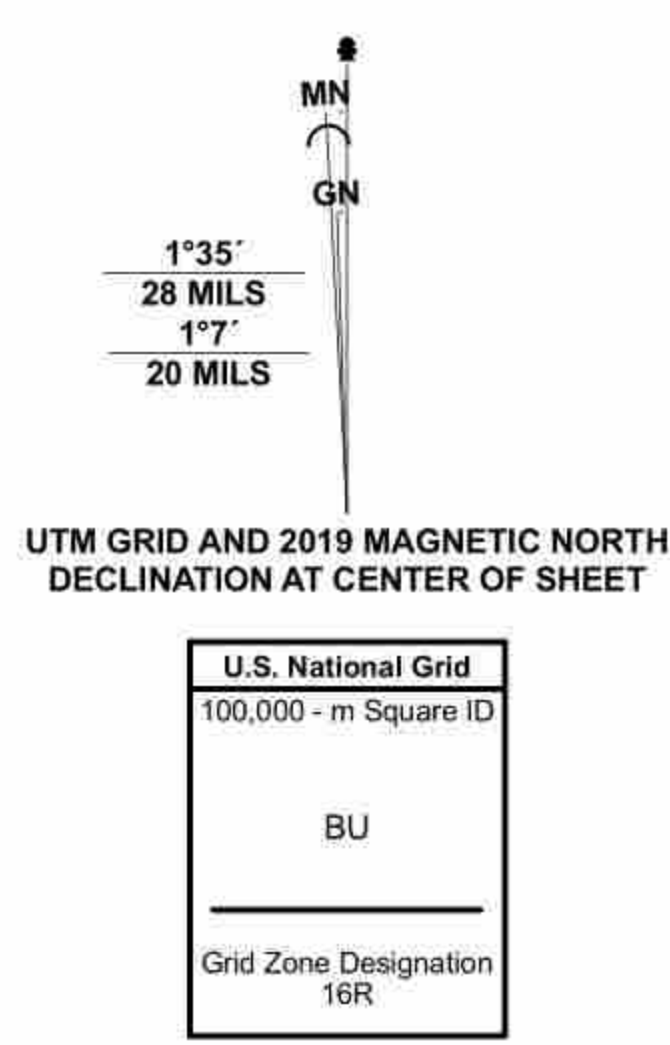 MN
GN
1°35´
28 MILS
1°7´
20 MILS
UTM GRID AND 2019 MAGNETIC NORTH
DECLINATION AT CENTER OF SHEET
U.S. National Grid
100,000 - m Square ID
BU
Grid Zone Designation
16R